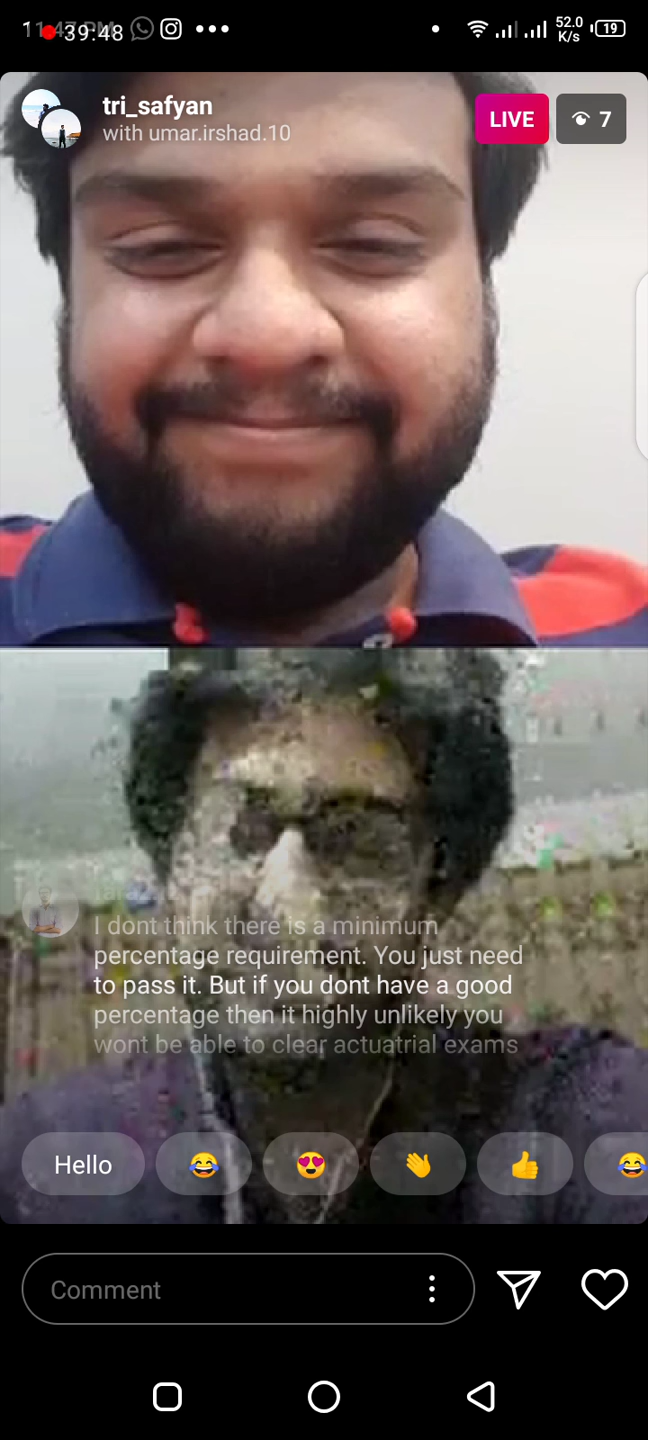 39:48
52.0
K/s
19
tri_safyan
with umar.irshad.10
LIVE
7
I dont think there is a minimum
percentage requirement. You just need
to pass it. But if you dont have a good
percentage then it highly unlikely you
wont be able to clear actuatrial exams
Hello
Comment